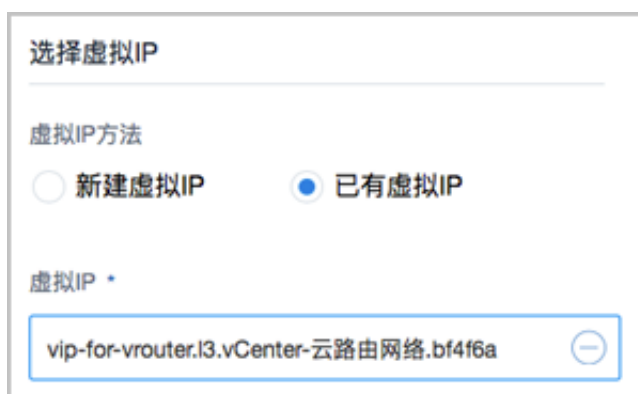 选择虚拟IP
虚拟IP方法
新建虚拟IP 已有虚拟IP
虚拟IP *
vip-for-vrouter.l3.vCenter-云路由网络.bf4f6a